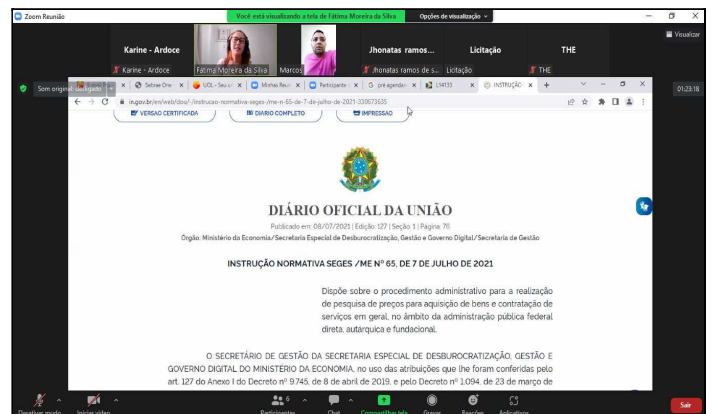 Zoom Reunião
Você está visualizando a tela de Fátima Moreira da Silva
Opções de visualização
Visualizar
Karine - Ardoce
Jhonatas ramos...
Licitação
THE
Karine - Ardoce
Fátima Moreira da Silva
Marcos
Jhonatas ramos de s...
Licitação
THE
Som original: desligado
01:23:18
Setree One
UOL - Seu un
Minhas Reun
Participante
pré agendar
L14133
INSTRUÇÃO
in.gov.br/en/web/dou/-/instrucao-normativa-seges-/me-n-65-de-7-de-julho-de-2021-330673635
VERSAO CERTIFICADA
DIÁRIO COMPLETO
IMPRESSAO
DIÁRIO OFICIAL DA UNIÃO
Publicado em: 08/07/2021 | Edição: 127 | Seção: 1 | Página: 76
Órgão: Ministério da Economia/Secretaria Especial de Desburocratização, Gestão e Governo Digital/Secretaria de Gestão
INSTRUÇÃO NORMATIVA SEGES /ME Nº 65, DE 7 DE JULHO DE 2021
Dispõe sobre o procedimento administrativo para a realização
de pesquisa de preços para aquisição de bens e contratação de
serviços em geral, no âmbito da administração pública federal
direta, autárquica e fundacional.
O SECRETÁRIO DE GESTÃO DA SECRETARIA ESPECIAL DE DESBUROCRATIZAÇÃO, GESTÃO E
GOVERNO DIGITAL DO MINISTÉRIO DA ECONOMIA, no uso das atribuições que lhe foram conferidas pelo
art. 127 do Anexo I do Decreto nº 9.745, de 8 de abril de 2019, e pelo Decreto nº 1.094, de 23 de março de
6
Desativar mudo
Iniciar vídeo
Participantes
Chat
Compartilhar tela
Gravar
Reações
Aplicativos
Sair